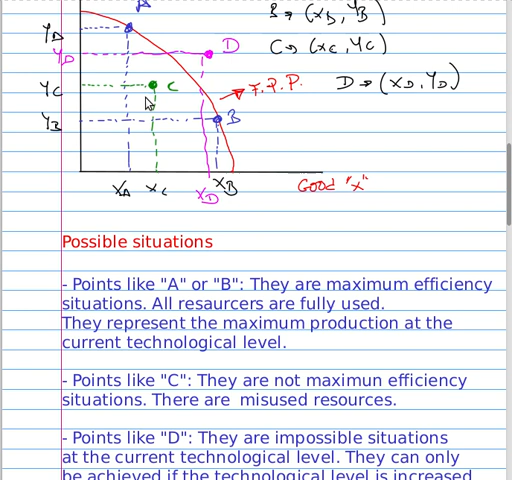 A
B → (XB, YB)
YA
YD
D
C → (XC, YC)
YC
C
F.P.P.
D → (XD, YD)
YB
B
XA XC XD XB
Good "X"
Possible situations
- Points like "A" or "B": They are maximum efficiency
situations. All resaurcers are fully used.
They represent the maximum production at the
current technological level.
- Points like "C": They are not maximun efficiency
situations. There are  misused resources.
- Points like "D": They are impossible situations
at the current technological level. They can only
be achieved if the technological level is increased